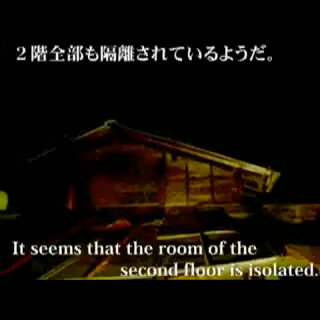 ２階全部も隔離されているようだ。
It seems that the room of the
second floor is isolated.